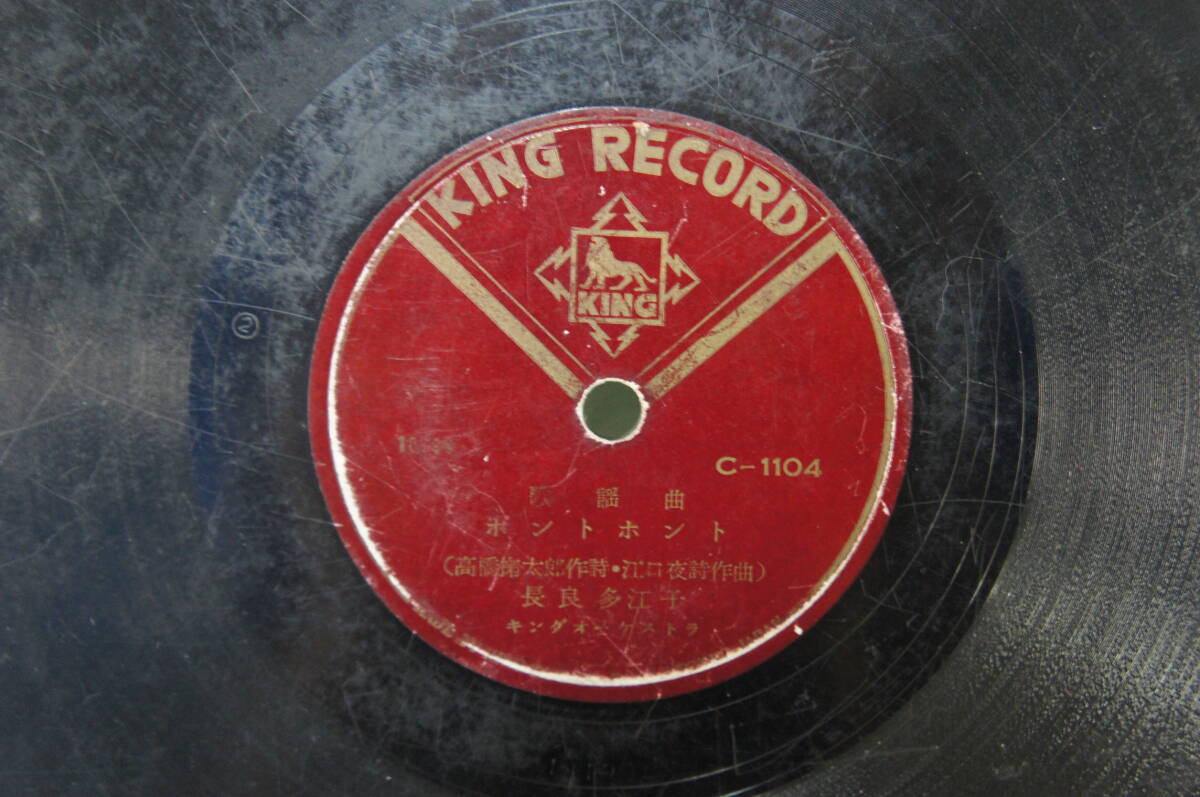 KING RECORD
KING
C-1104
歌謡曲
ホントホント
(高橋掬太郎作詩・江口夜詩作曲)
長良多江子
キングオーケストラ